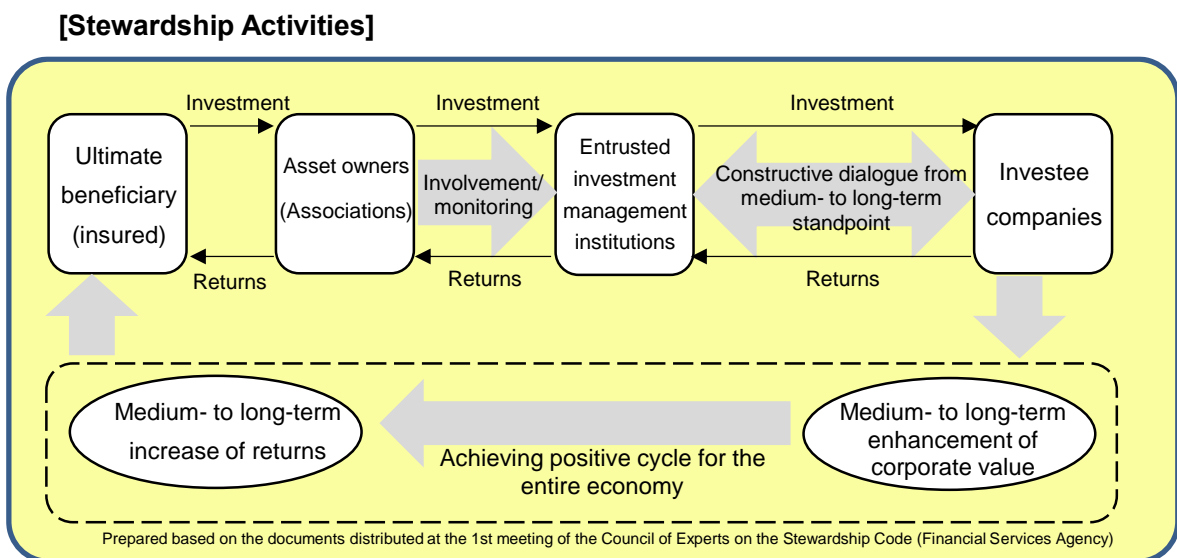 [Stewardship Activities]
Investment
Investment
Investment
Ultimate
beneficiary
(insured)
Asset owners
(Associations)
Involvement/
monitoring
Entrusted
investment
management
institutions
Constructive dialogue from
medium- to long-term
standpoint
Investee
companies
Returns
Returns
Returns
Medium- to long-term
increase of returns
Achieving positive cycle for the
entire economy
Medium- to long-term
enhancement of
corporate value
Prepared based on the documents distributed at the 1st meeting of the Council of Experts on the Stewardship Code (Financial Services Agency)